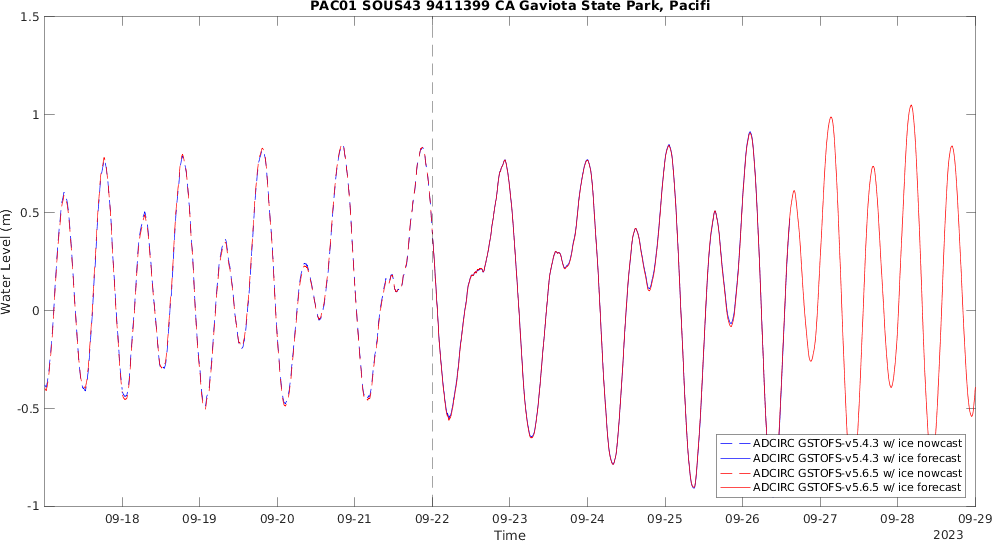 PAC01 SOUS43 9411399 CA Gaviota State Park, Pacifi
1.5
1
0.5
0
-0.5
-1
Water Level (m)
09-18 09-19 09-20 09-21 09-22 09-23 09-24 09-25 09-26 09-27 09-28 09-29
Time
2023
ADCIRC GSTOFS-v5.4.3 w/ ice nowcast
ADCIRC GSTOFS-v5.4.3 w/ ice forecast
ADCIRC GSTOFS-v5.6.5 w/ ice nowcast
ADCIRC GSTOFS-v5.6.5 w/ ice forecast